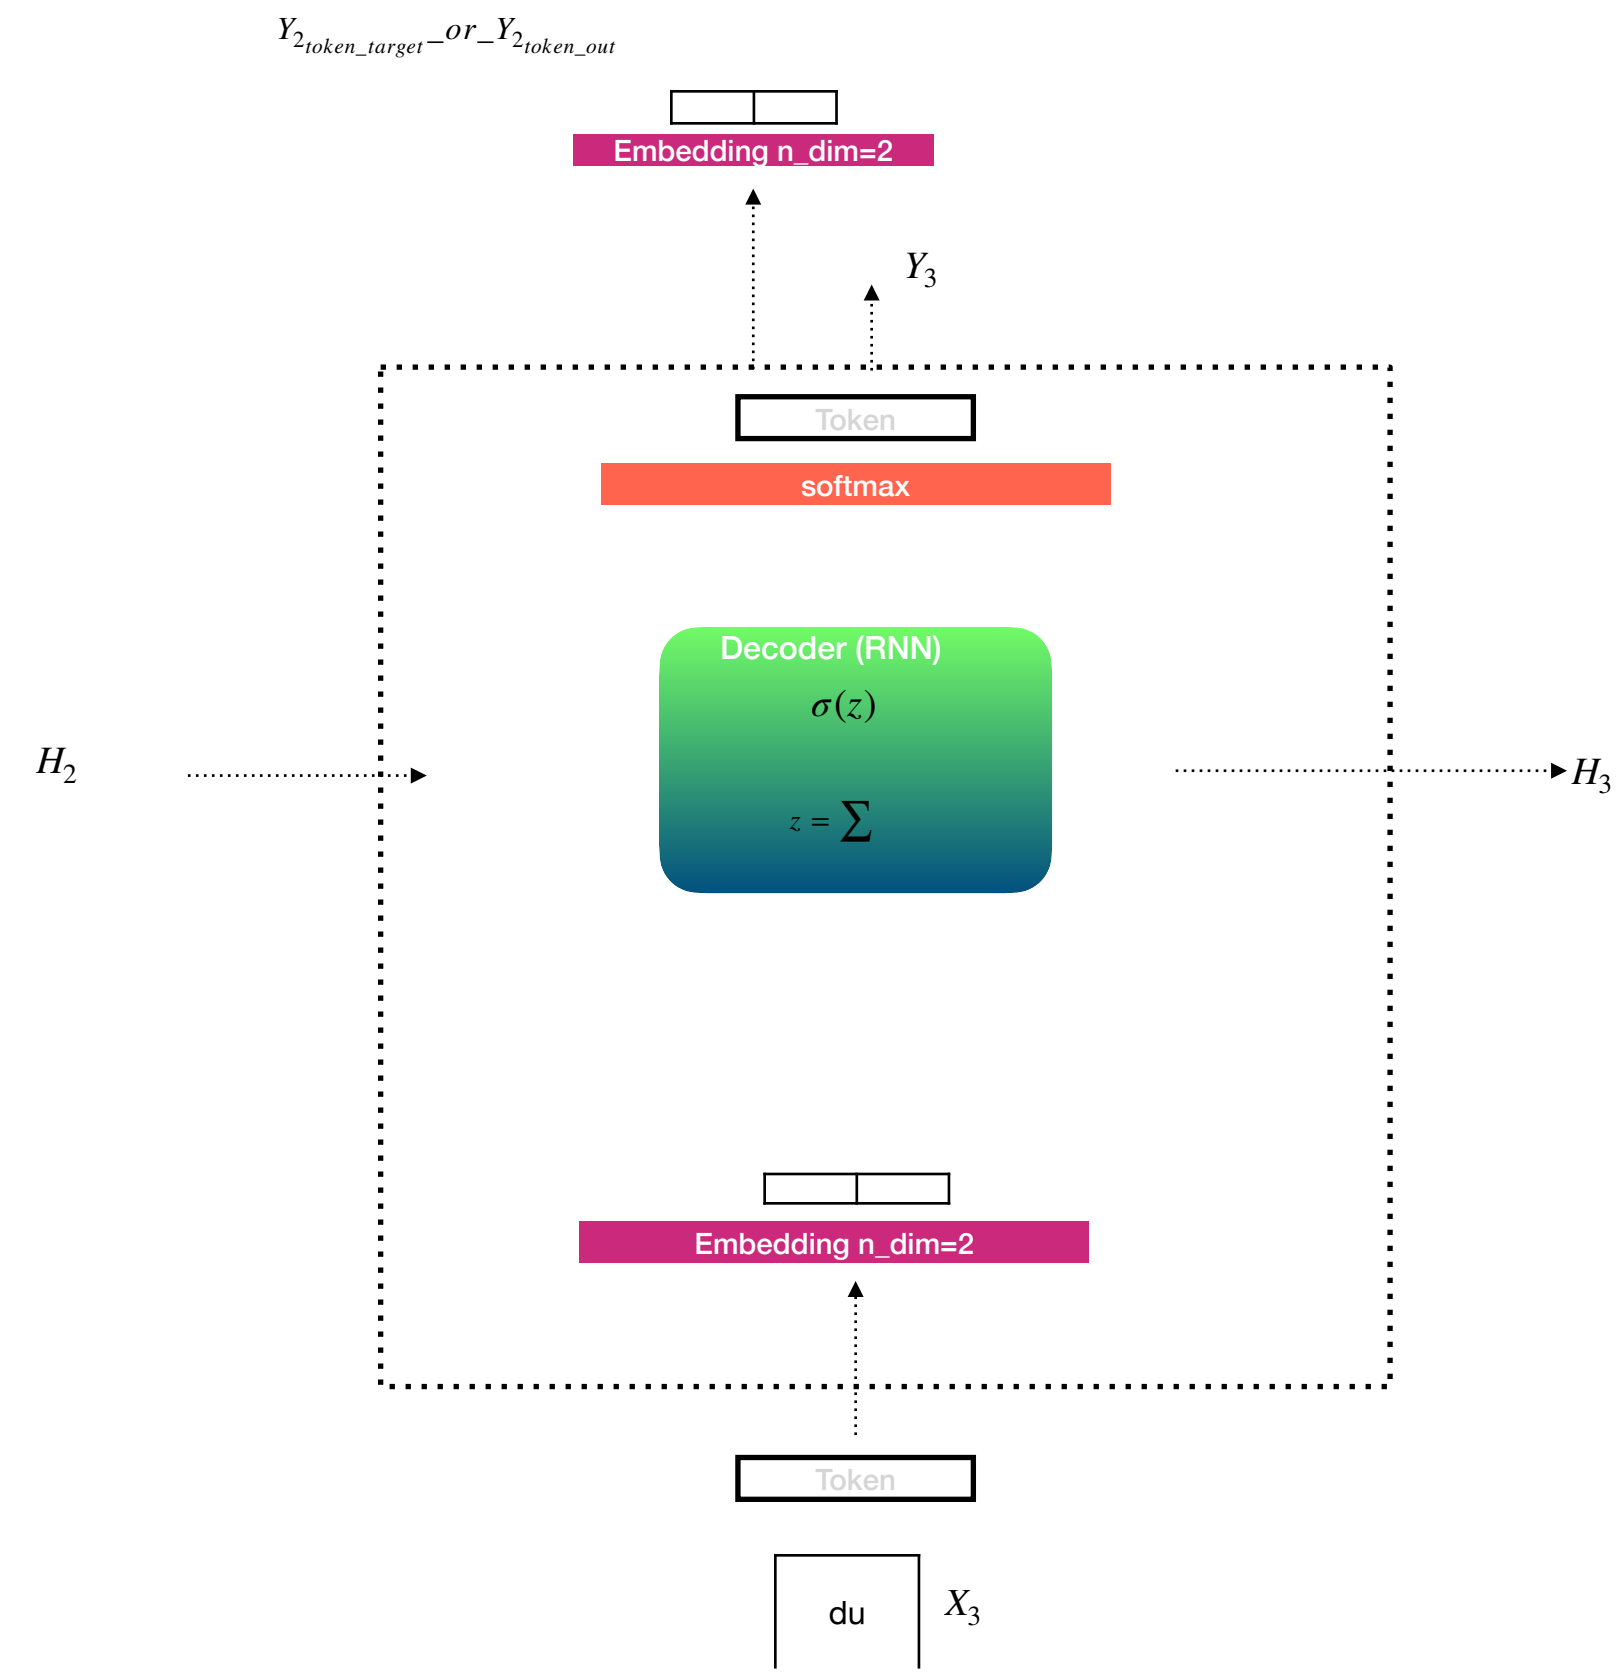 Y₂token_target_or_Y₂token_out
Embedding n_dim=2
Y₃
Token
softmax
Decoder (RNN)
σ(z)
H₂
H₃
z = ∑
Embedding n_dim=2
Token
du
X₃